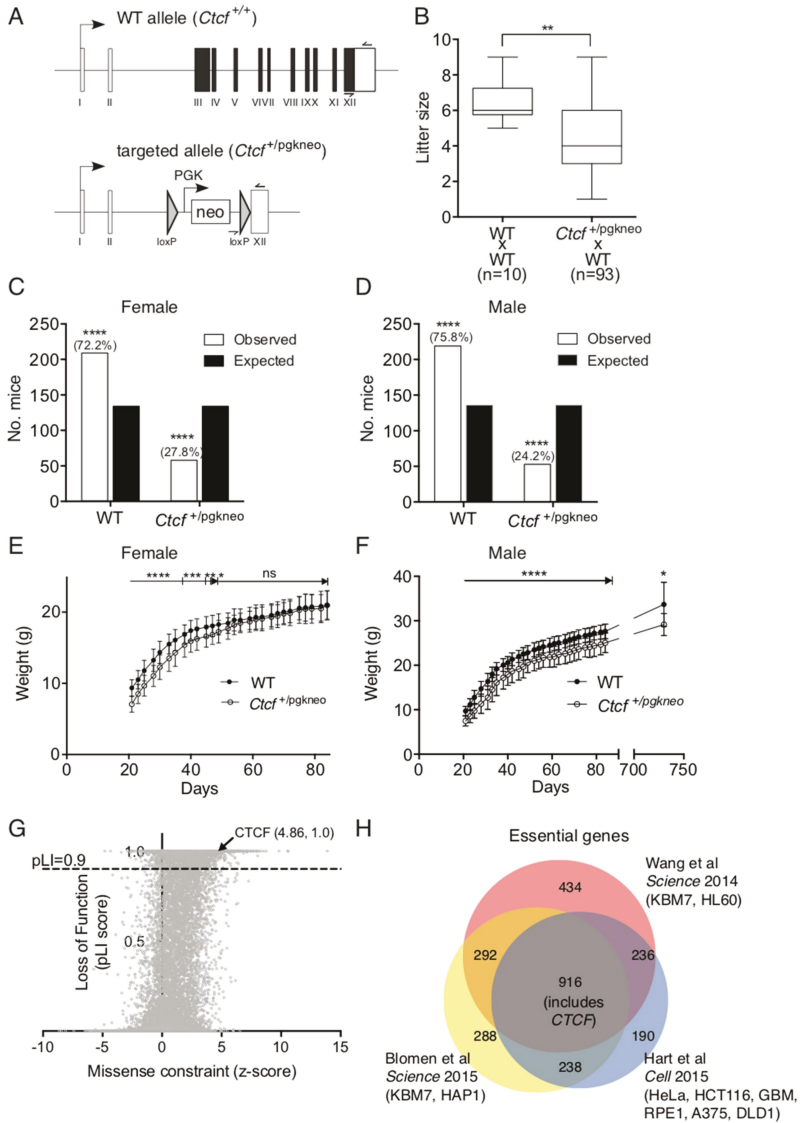 A
WT allele (Ctcf+/+)
I II III IV V VI VII VIII IX X XI XII
targeted allele (Ctcf+/pgkneo)
PGK
neo
I II loxP loxP XII
B
**
10
8
6
4
2
0
Litter size
WT
x
WT
(n=10)
Ctcf+/pgkneo
x
WT
(n=93)
C
Female
250
200
150
100
50
0
No. mice
****
(72.2%)
****
(27.8%)
Observed
Expected
WT
Ctcf+/pgkneo
D
Male
250
200
150
100
50
0
No. mice
****
(75.8%)
****
(24.2%)
Observed
Expected
WT
Ctcf+/pgkneo
E
Female
**** *** ** * ns
20
10
0
Weight (g)
WT
Ctcf+/pgkneo
0 20 40 60 80
Days
F
Male
**** *
40
30
20
10
0
Weight (g)
WT
Ctcf+/pgkneo
0 20 40 60 80 700 750
Days
G
CTCF (4.86, 1.0)
1.0
pLI=0.9
0.5
Loss of Function
(pLI score)
-10 -5 0 5 10 15
Missense constraint (z-score)
H
Essential genes
Wang et al
Science 2014
(KBM7, HL60)
434
292
236
916
(includes
CTCF)
288
190
238
Blomen et al
Science 2015
(KBM7, HAP1)
Hart et al
Cell 2015
(HeLa, HCT116, GBM,
RPE1, A375, DLD1)